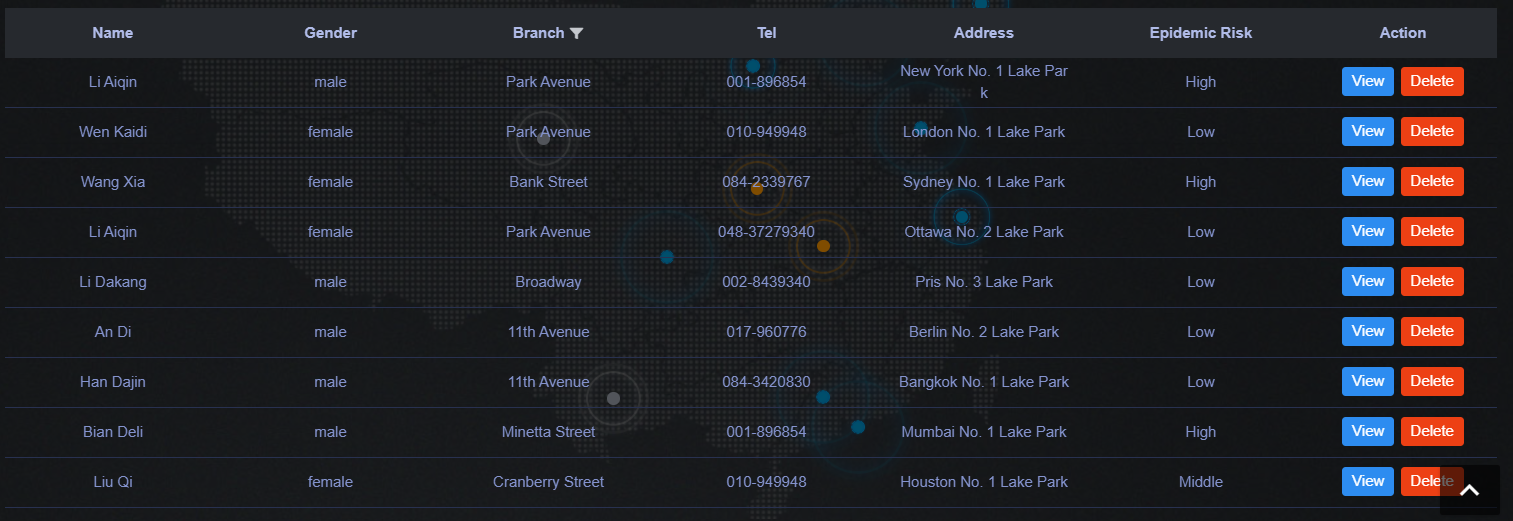 Name Gender Branch Tel Address Epidemic Risk Action
Li Aiqin male Park Avenue 001-896854 New York No. 1 Lake Par
k High View Delete
Wen Kaidi female Park Avenue 010-949948 London No. 1 Lake Park Low View Delete
Wang Xia female Bank Street 084-2339767 Sydney No. 1 Lake Park High View Delete
Li Aiqin female Park Avenue 048-37279340 Ottawa No. 2 Lake Park Low View Delete
Li Dakang male Broadway 002-8439340 Pris No. 3 Lake Park Low View Delete
An Di male 11th Avenue 017-960776 Berlin No. 2 Lake Park Low View Delete
Han Dajin male 11th Avenue 084-3420830 Bangkok No. 1 Lake Park Low View Delete
Bian Deli male Minetta Street 001-896854 Mumbai No. 1 Lake Park High View Delete
Liu Qi female Cranberry Street 010-949948 Houston No. 1 Lake Park Middle View Delete